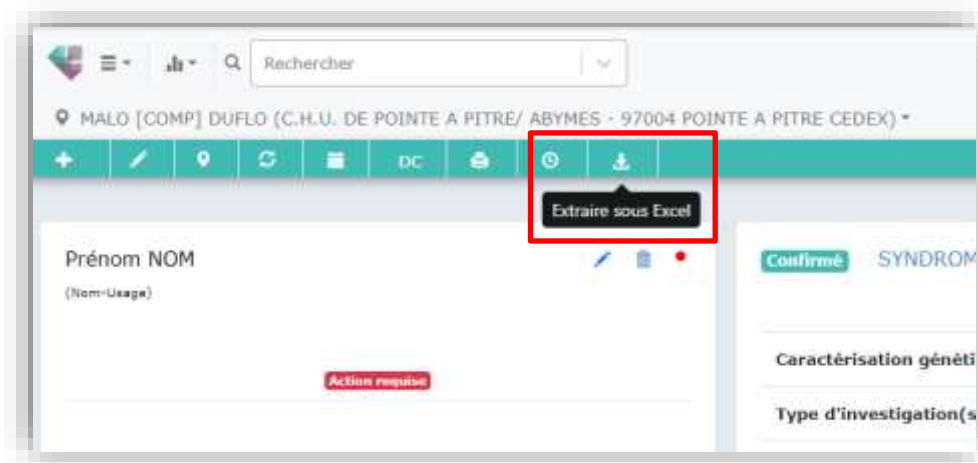 Rechercher
MALO [COMP] DUFLO (C.H.U. DE POINTE A PITRE/ ABYMES - 97004 POINTE A PITRE CEDEX)
DC
Extraire sous Excel
Prénom NOM
(Nom-Usage)
Action requise
Confirmé SYNDROM
Caractérisation généti
Type d'investigation(s